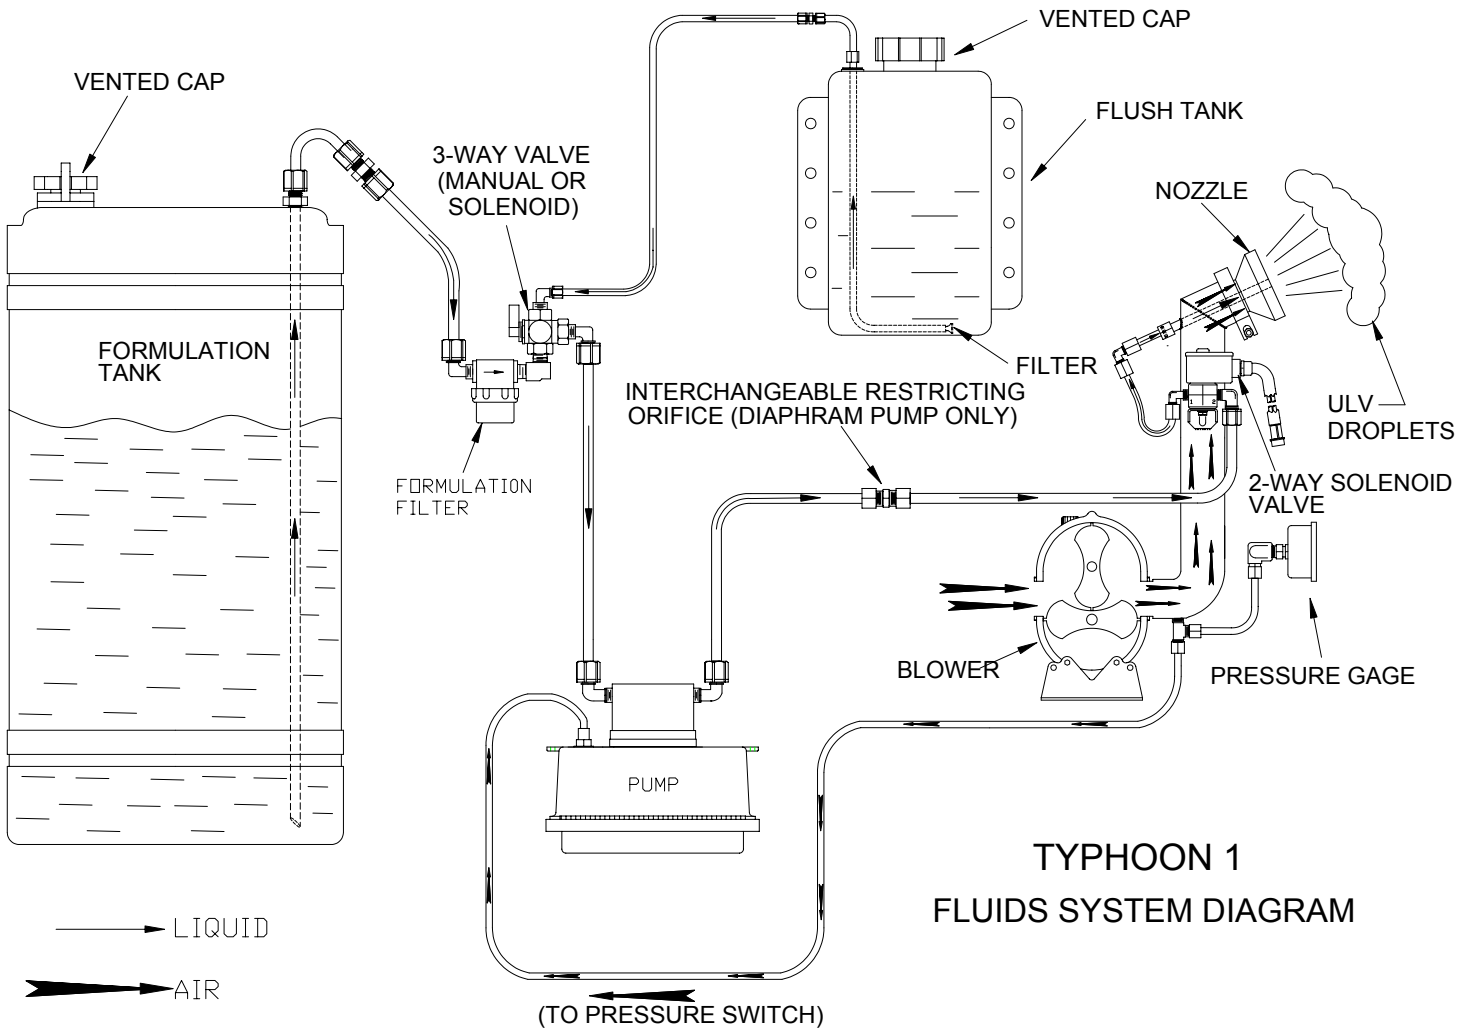 VENTED CAP
VENTED CAP
FLUSH TANK
3-WAY VALVE
(MANUAL OR
SOLENOID)
NOZZLE
FORMULATION
TANK
FILTER
INTERCHANGEABLE RESTRICTING
ORIFICE (DIAPHRAM PUMP ONLY)
ULV
DROPLETS
1 2
FORMULATION
FILTER
2-WAY SOLENOID
VALVE
BLOWER
PRESSURE GAGE
PUMP
TYPHOON 1
FLUIDS SYSTEM DIAGRAM
LIQUID
AIR
(TO PRESSURE SWITCH)